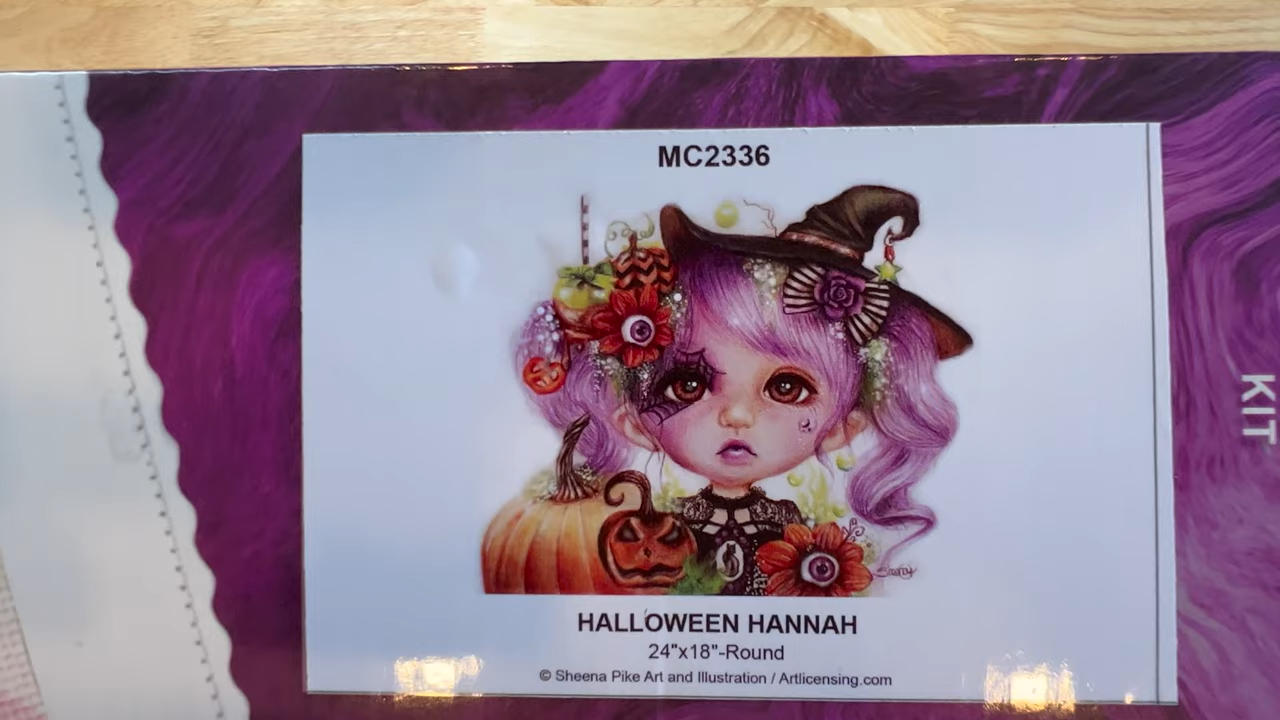 MC2336
HALLOWEEN HANNAH
24"x18"-Round
© Sheena Pike Art and Illustration / Artlicensing.com
KIT